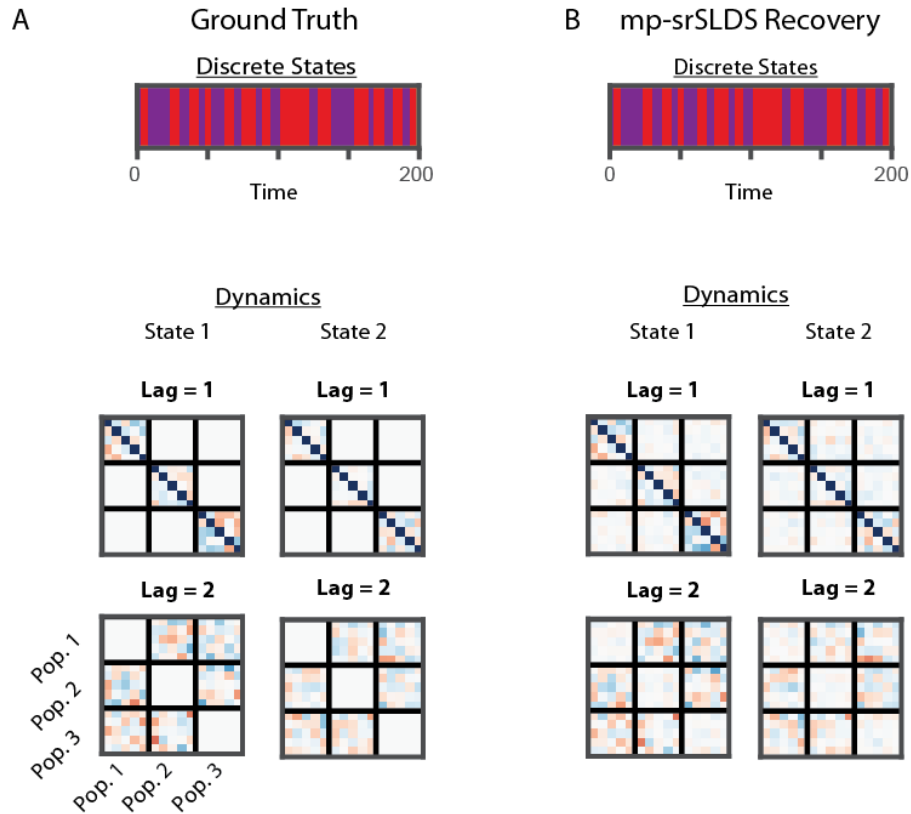 A Ground Truth
Discrete States
0 200
Time
Dynamics
State 1 State 2
Lag = 1 Lag = 1
Lag = 2 Lag = 2
Pop. 1
Pop. 2
Pop. 3
Pop. 1 Pop. 2 Pop. 3
B mp-srSLDS Recovery
Discrete States
0 200
Time
Dynamics
State 1 State 2
Lag = 1 Lag = 1
Lag = 2 Lag = 2